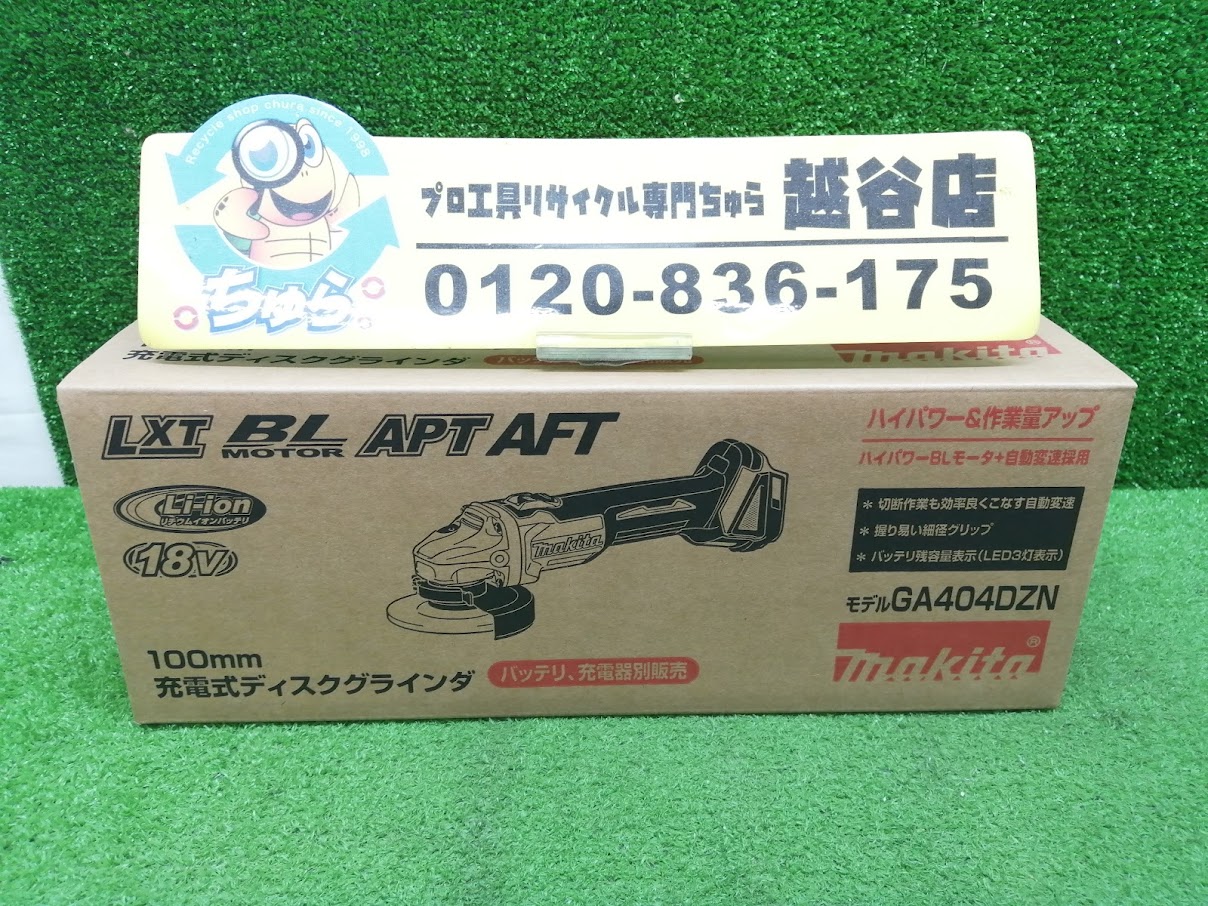 Recycle shop chura since 1998
ちゅら
プロ工具リサイクル専門ちゅら 越谷店
0120-836-175
充電式ディスクグラインダ
makita®
LXT BL MOTOR APT AFT
Li-ion
リチウムイオンバッテリ
18V
makita
ハイパワー&作業量アップ
ハイパワーBLモータ+自動変速採用
* 切断作業も効率良くこなす自動変速
* 握り易い細径グリップ
* バッテリ残容量表示(LED3灯表示)
モデルGA404DZN
makita®
100mm
充電式ディスクグラインダ
バッテリ、充電器別販売